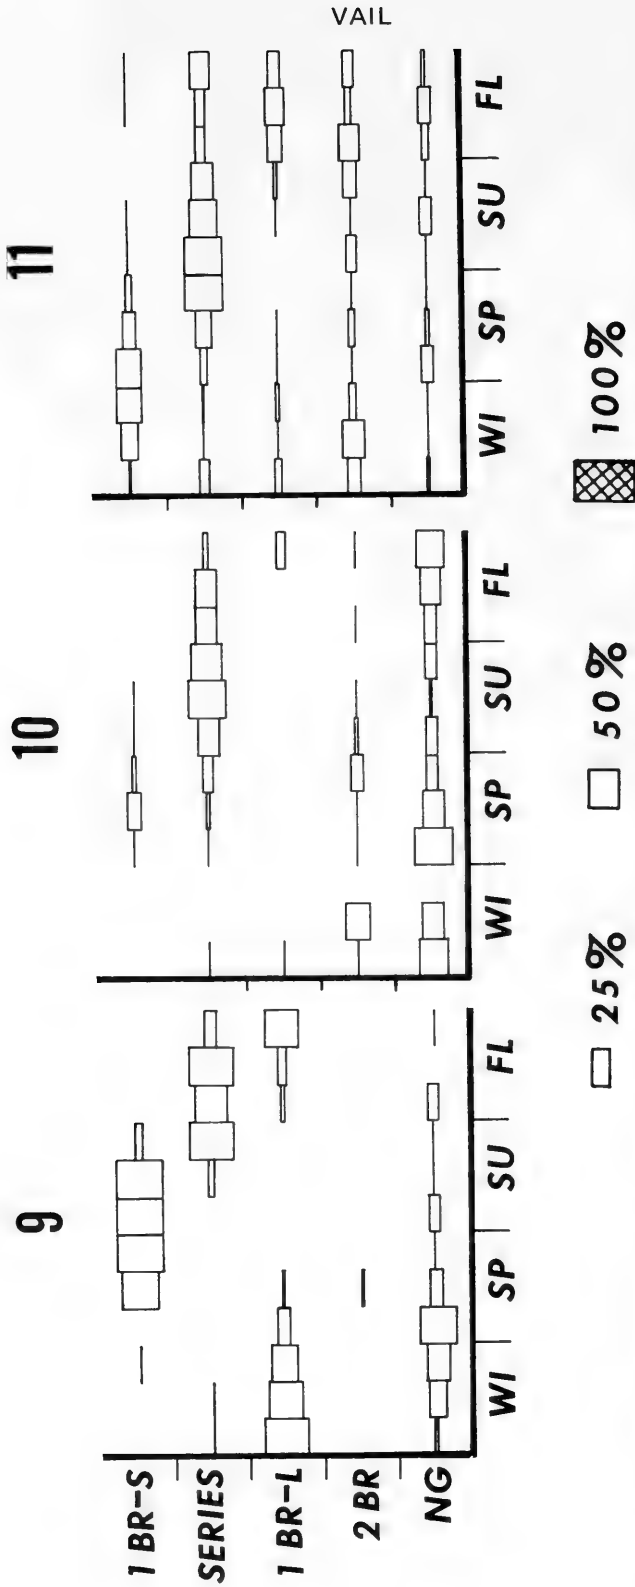 VAIL
9
10
11
1 BR-S
SERIES
1 BR-L
2 BR
NG
WI SP SU FL
WI SP SU FL
WI SP SU FL
25% 50% 100%